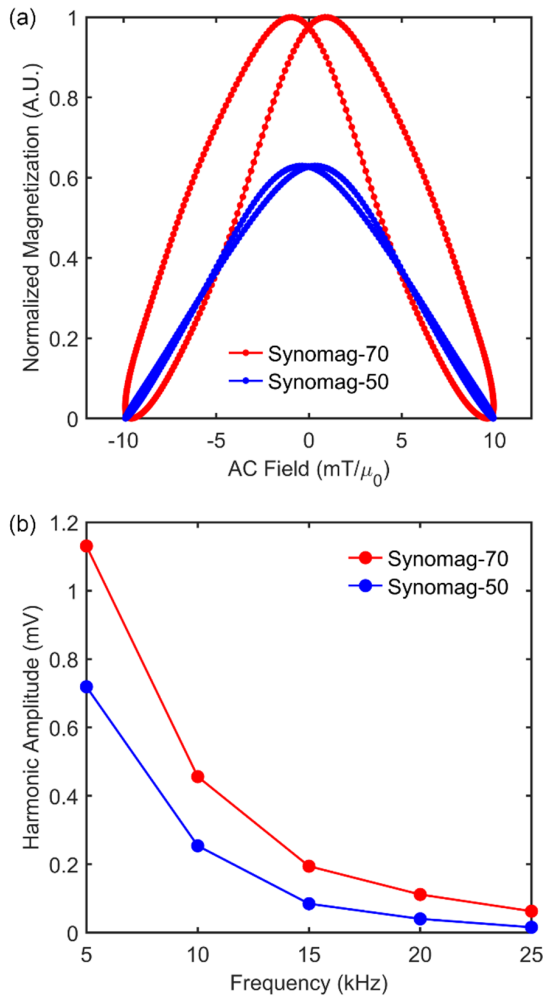 (a)
Normalized Magnetization (A.U.)
1
0.8
0.6
0.4
0.2
0
Synomag-70
Synomag-50
-10 -5 0 5 10
AC Field (mT/μ₀)
(b)
Harmonic Amplitude (mV)
1.2
1
0.8
0.6
0.4
0.2
0
Synomag-70
Synomag-50
5 10 15 20 25
Frequency (kHz)